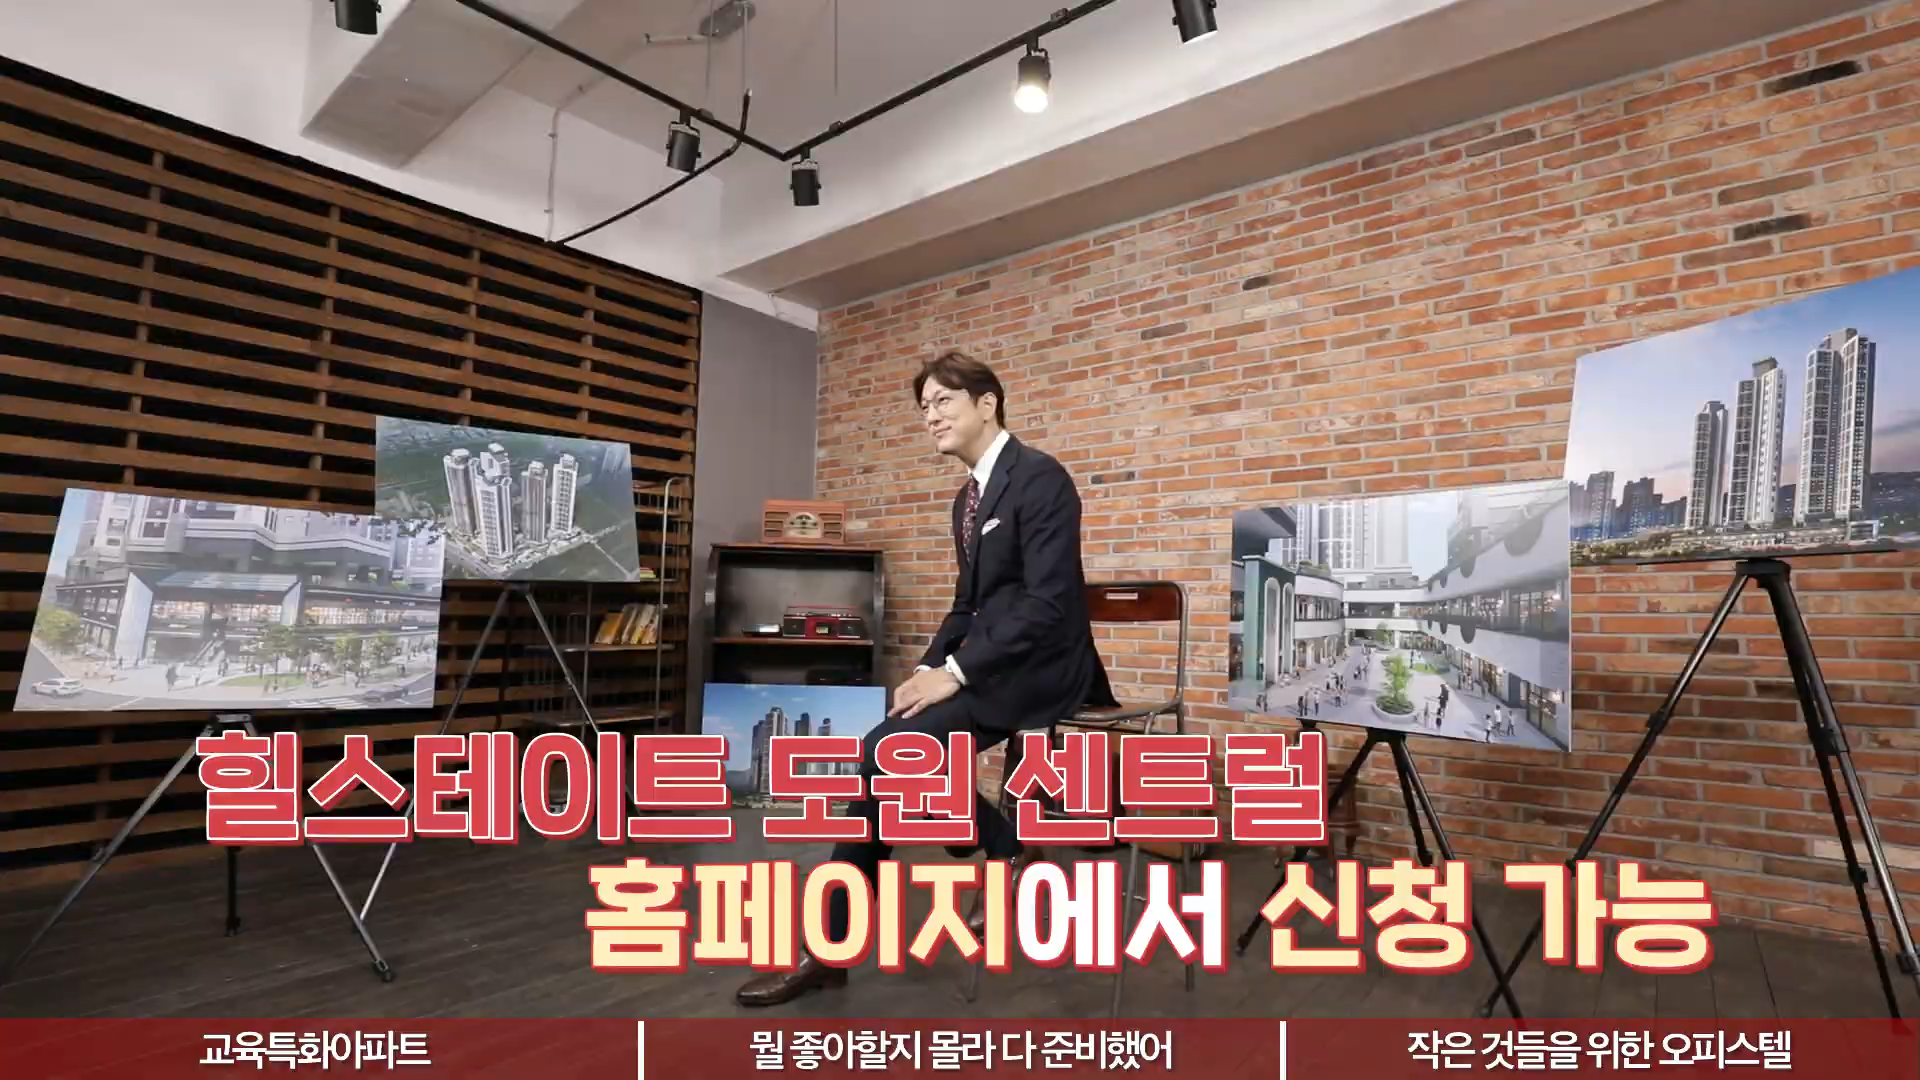 힐스테이트 도원 센트럴
홈페이지에서 신청 가능
교육특화아파트
뭘 좋아할지 몰라 다 준비했어
작은 것들을 위한 오피스텔